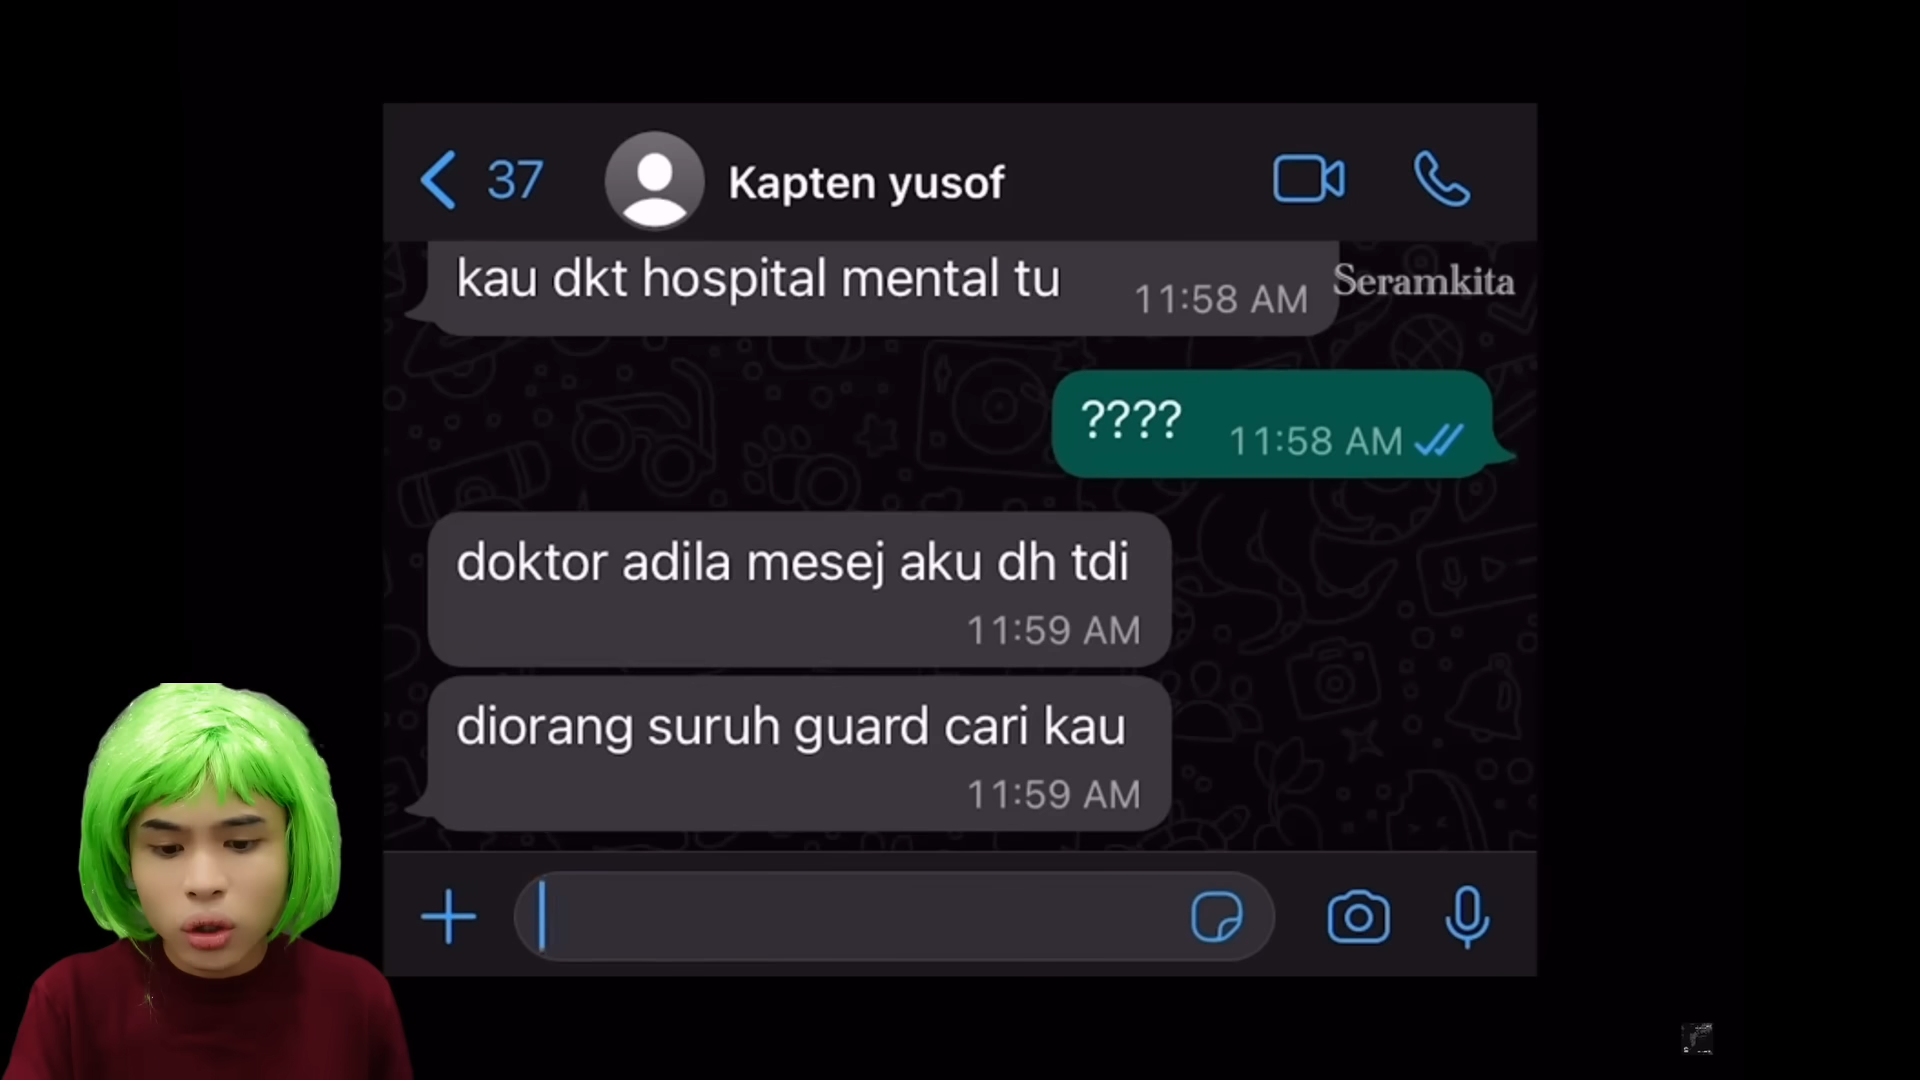 37
Kapten yusof
kau dkt hospital mental tu
11:58 AM
Seramkita
????
11:58 AM
doktor adila mesej aku dh tdi
11:59 AM
diorang suruh guard cari kau
11:59 AM